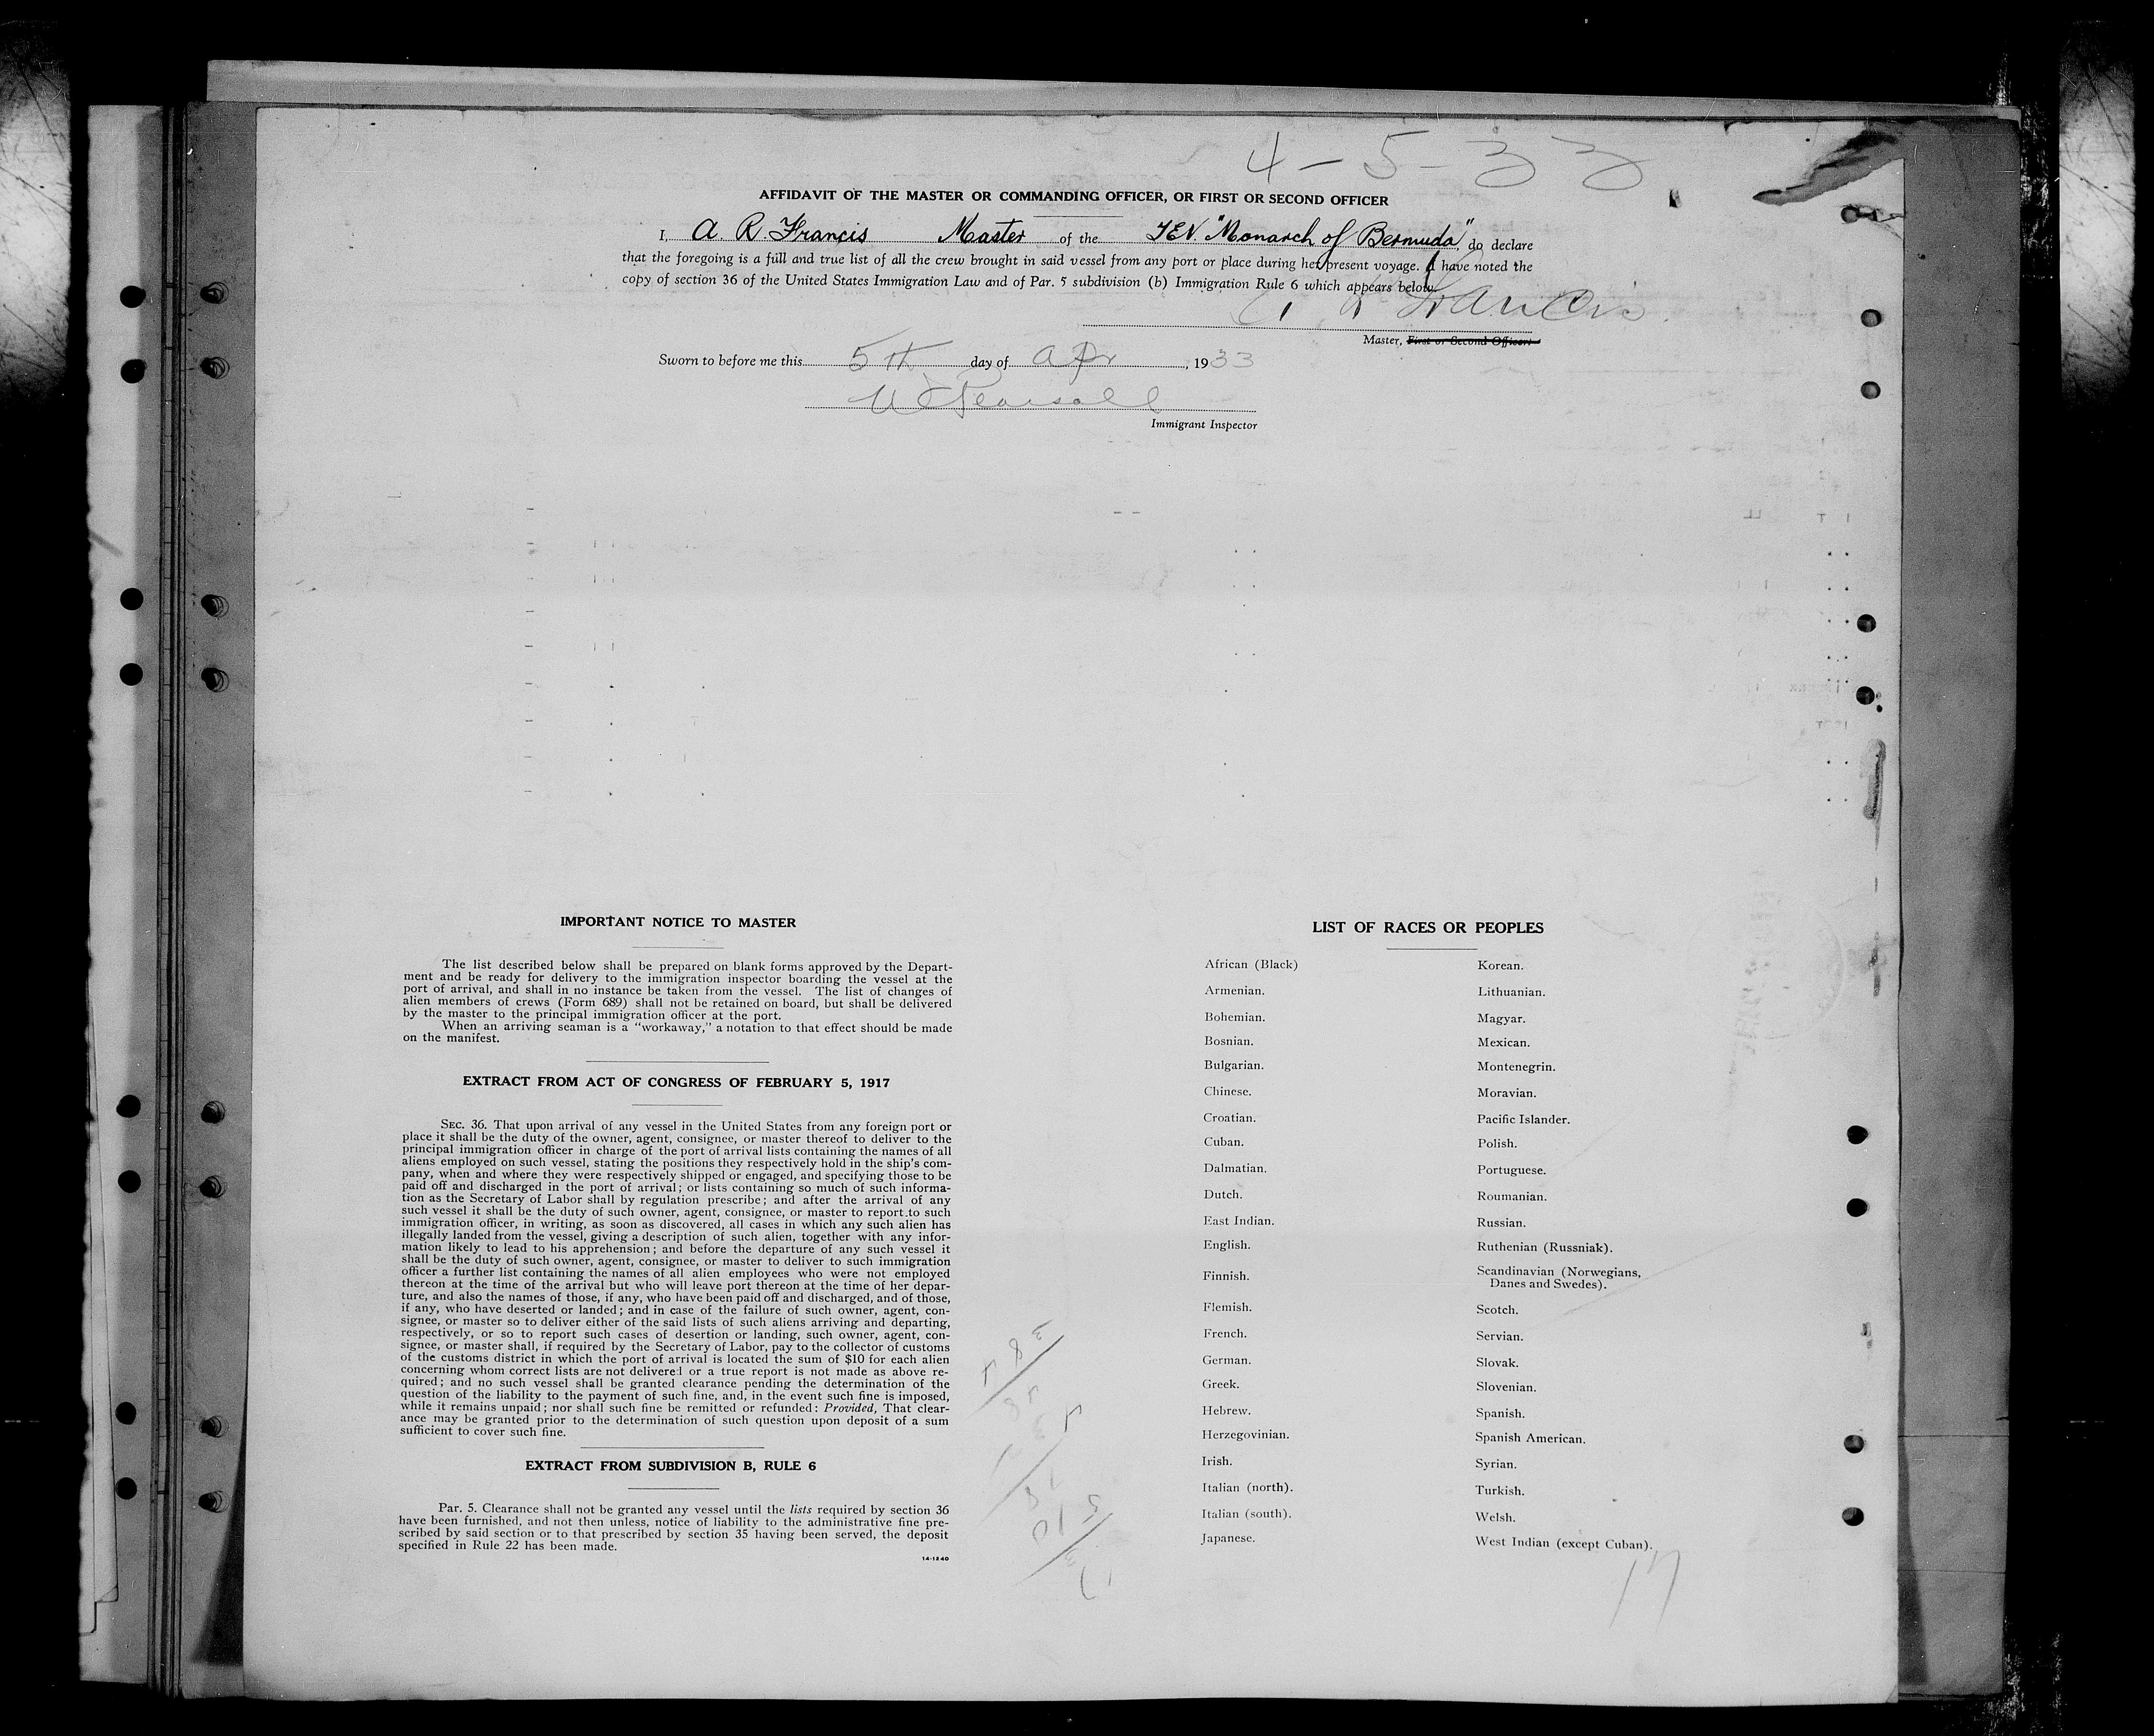 4-5-33
AFFIDAVIT OF THE MASTER OR COMMANDING OFFICER, OR FIRST OR SECOND OFFICER
I, A. R. Francis Master of the TEV. "Monarch of Bermuda", do declare
that the foregoing is a full and true list of all the crew brought in said vessel from any port or place during her present voyage. I have noted the
copy of section 36 of the United States Immigration Law and of Par. 5 subdivision (b) Immigration Rule 6 which appears below.
A R Francis
Master, First or Second Officer.
Sworn to before me this 5th day of Apr, 1933
Pearsall
Immigrant Inspector
IMPORTANT NOTICE TO MASTER
The list described below shall be prepared on blank forms approved by the Depart-
ment and be ready for delivery to the immigration inspector boarding the vessel at the
port of arrival, and shall in no instance be taken from the vessel. The list of changes of
alien members of crews (Form 689) shall not be retained on board, but shall be delivered
by the master to the principal immigration officer at the port.
When an arriving seaman is a "workaway," a notation to that effect should be made
on the manifest.
EXTRACT FROM ACT OF CONGRESS OF FEBRUARY 5, 1917
SEC. 36. That upon arrival of any vessel in the United States from any foreign port or
place it shall be the duty of the owner, agent, consignee, or master thereof to deliver to the
principal immigration officer in charge of the port of arrival lists containing the names of all
aliens employed on such vessel, stating the positions they respectively hold in the ship's com-
pany, when and where they were respectively shipped or engaged, and specifying those to be
paid off and discharged in the port of arrival; or lists containing so much of such informa-
tion as the Secretary of Labor shall by regulation prescribe; and after the arrival of any
such vessel it shall be the duty of such owner, agent, consignee, or master to report to such
immigration officer, in writing, as soon as discovered, all cases in which any such alien has
illegally landed from the vessel, giving a description of such alien, together with any infor-
mation likely to lead to his apprehension; and before the departure of any such vessel it
shall be the duty of such owner, agent, consignee, or master to deliver to such immigration
officer a further list containing the names of all alien employees who were not employed
thereon at the time of the arrival but who will leave port thereon at the time of her depar-
ture, and also the names of those, if any, who have been paid off and discharged, and of those,
if any, who have deserted or landed; and in case of the failure of such owner, agent, con-
signee, or master so to deliver either of the said lists of such aliens arriving and departing,
respectively, or so to report such cases of desertion or landing, such owner, agent, con-
signee, or master shall, if required by the Secretary of Labor, pay to the collector of customs
of the customs district in which the port of arrival is located the sum of $10 for each alien
concerning whom correct lists are not delivered or a true report is not made as above re-
quired; and no such vessel shall be granted clearance pending the determination of the
question of the liability to the payment of such fine, and, in the event such fine is imposed,
while it remains unpaid; nor shall such fine be remitted or refunded: Provided, That clear-
ance may be granted prior to the determination of such question upon deposit of a sum
sufficient to cover such fine.
EXTRACT FROM SUBDIVISION B, RULE 6
Par. 5. Clearance shall not be granted any vessel until the lists required by section 36
have been furnished, and not then unless, notice of liability to the administrative fine pre-
scribed by said section or to that prescribed by section 35 having been served, the deposit
specified in Rule 22 has been made.
14-1240
LIST OF RACES OR PEOPLES
African (Black)
Armenian.
Bohemian.
Bosnian.
Bulgarian.
Chinese.
Croatian.
Cuban.
Dalmatian.
Dutch.
East Indian.
English.
Finnish.
Flemish.
French.
German.
Greek.
Hebrew.
Herzegovinian.
Irish.
Italian (north).
Italian (south).
Japanese.
Korean.
Lithuanian.
Magyar.
Mexican.
Montenegrin.
Moravian.
Pacific Islander.
Polish.
Portuguese.
Roumanian.
Russian.
Ruthenian (Russniak).
Scandinavian (Norwegians,
Danes and Swedes).
Scotch.
Servian.
Slovak.
Slovenian.
Spanish.
Spanish American.
Syrian.
Turkish.
Welsh.
West Indian (except Cuban).
17